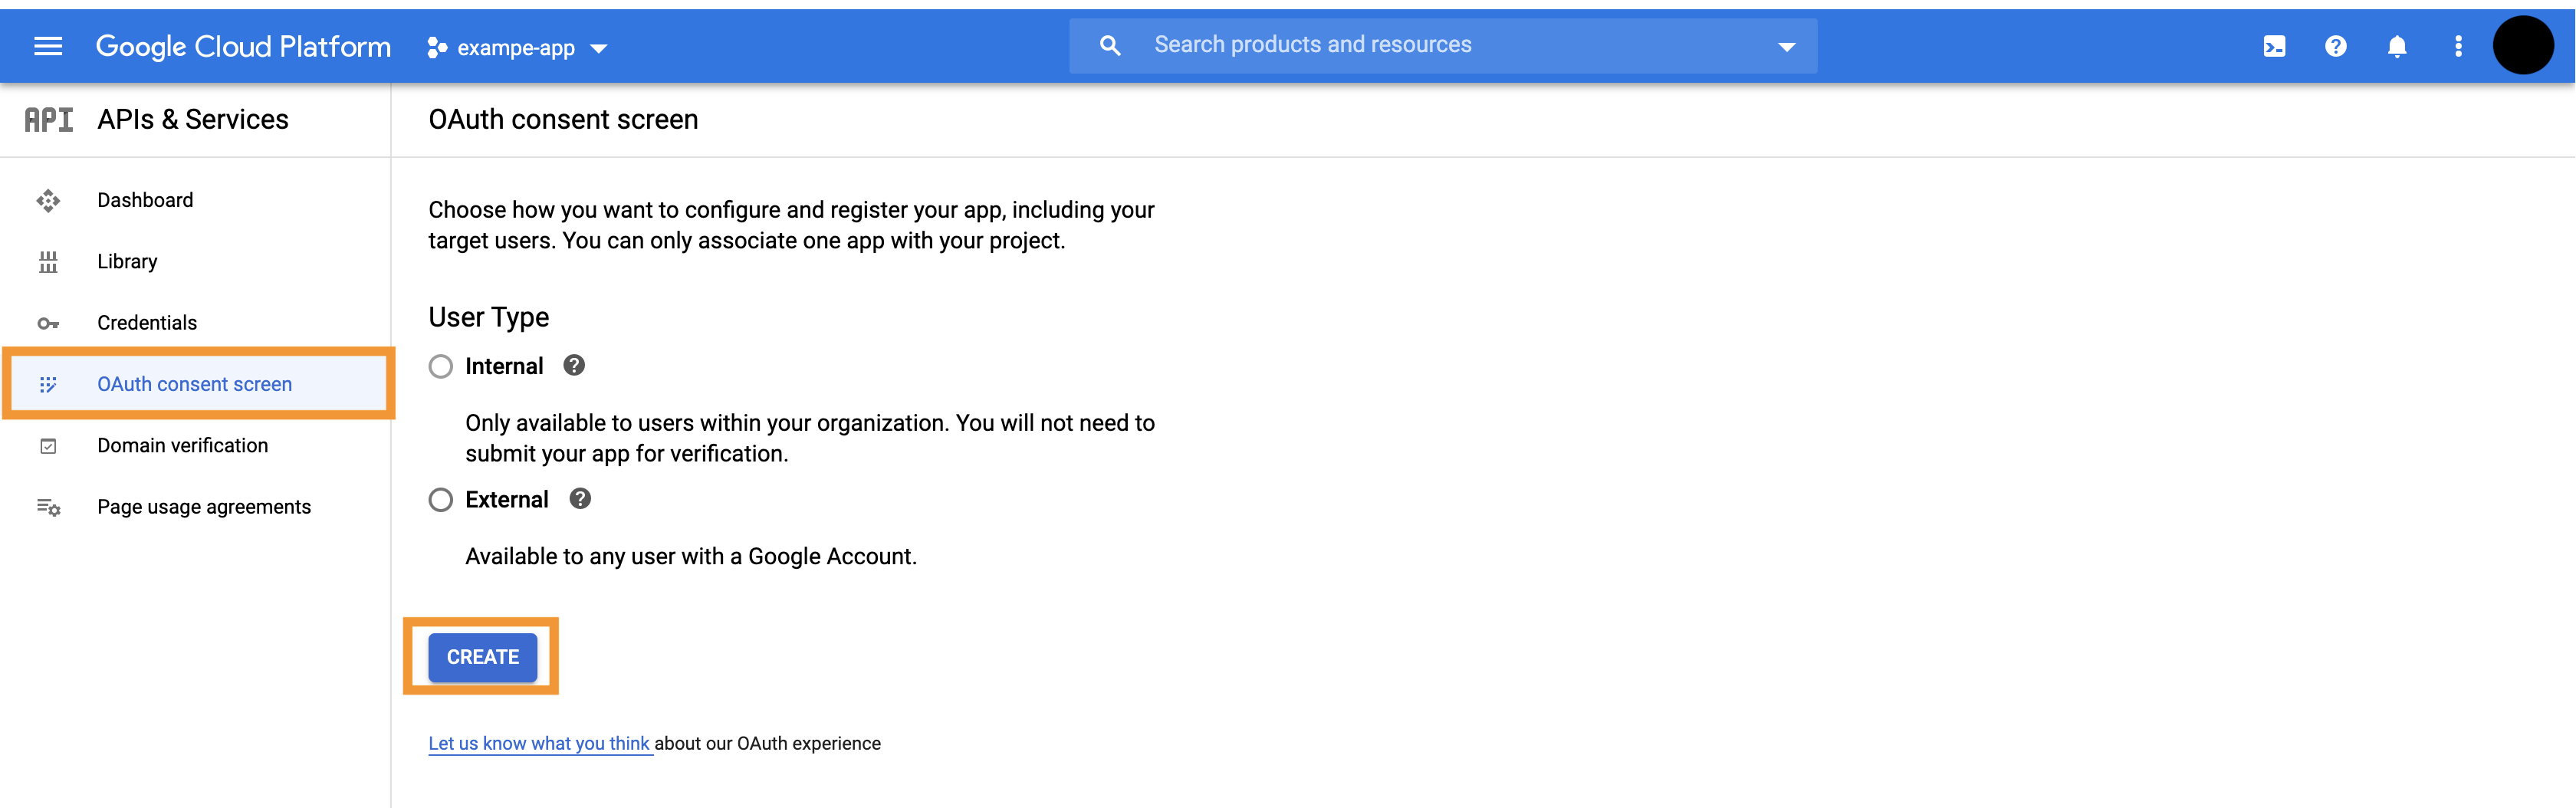 Google Cloud Platform
exampe-app
Search products and resources
API
APIs & Services
Dashboard
Library
Credentials
OAuth consent screen
Domain verification
Page usage agreements
OAuth consent screen
Choose how you want to configure and register your app, including your
target users. You can only associate one app with your project.
User Type
Internal
Only available to users within your organization. You will not need to
submit your app for verification.
External
Available to any user with a Google Account.
CREATE
Let us know what you think about our OAuth experience